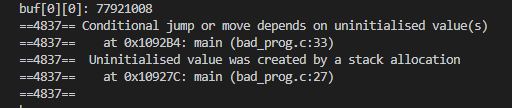 buf[0][0]: 77921008
==4837== Conditional jump or move depends on uninitialised value(s)
==4837==    at 0x1092B4: main (bad_prog.c:33)
==4837==  Uninitialised value was created by a stack allocation
==4837==    at 0x10927C: main (bad_prog.c:27)
==4837==